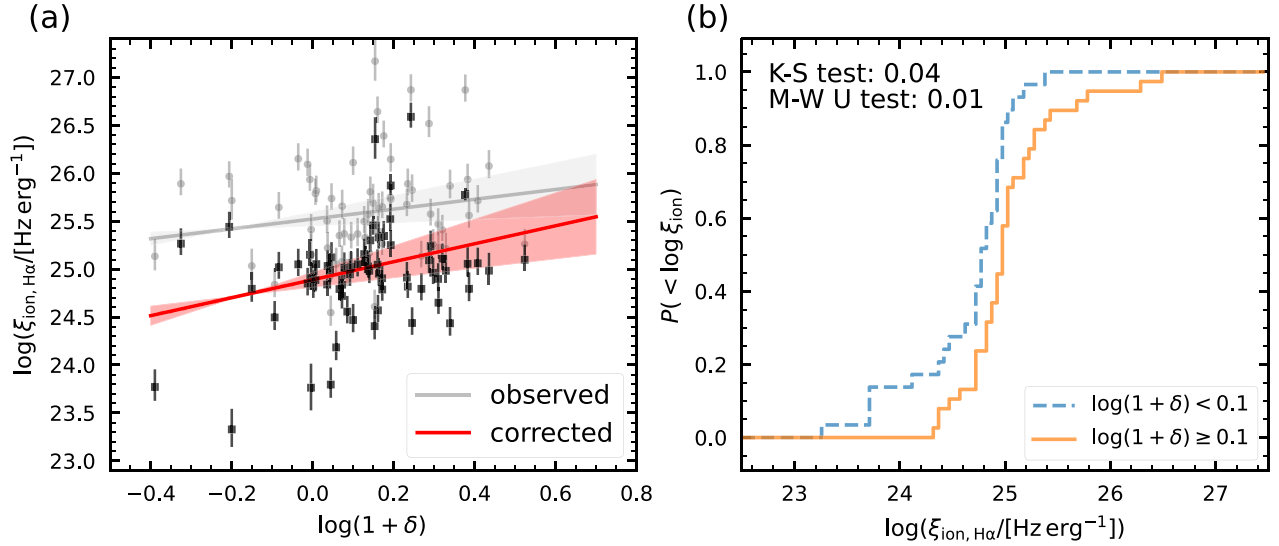 (a)
(b)
27.0
26.5
26.0
25.5
25.0
24.5
24.0
23.5
23.0
log(ξ_ion, Hα/[Hz erg⁻¹])
observed
corrected
−0.4 −0.2 0.0 0.2 0.4 0.6 0.8
log(1 + δ)
K-S test: 0.04
M-W U test: 0.01
1.0
0.8
0.6
0.4
0.2
0.0
P( < log ξ_ion)
log(1 + δ) < 0.1
log(1 + δ) ≥ 0.1
23 24 25 26 27
log(ξ_ion, Hα/[Hz erg⁻¹])